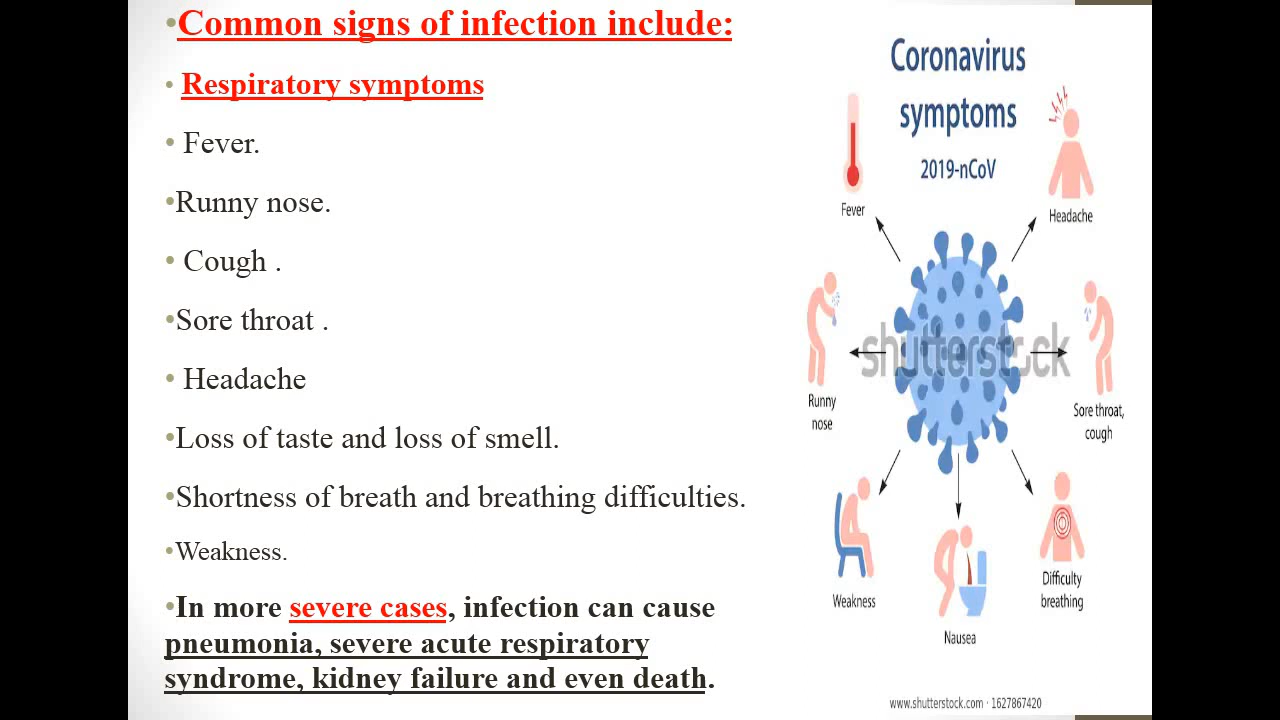 •Common signs of infection include:
• Respiratory symptoms
• Fever.
•Runny nose.
• Cough .
•Sore throat .
• Headache
•Loss of taste and loss of smell.
•Shortness of breath and breathing difficulties.
•Weakness.
•In more severe cases, infection can cause
pneumonia, severe acute respiratory
syndrome, kidney failure and even death.
Coronavirus
symptoms
2019-nCoV
Fever
Headache
shutterstock
Runny
nose
Sore throat,
cough
Weakness
Difficulty
breathing
Nausea
www.shutterstock.com · 1627867420